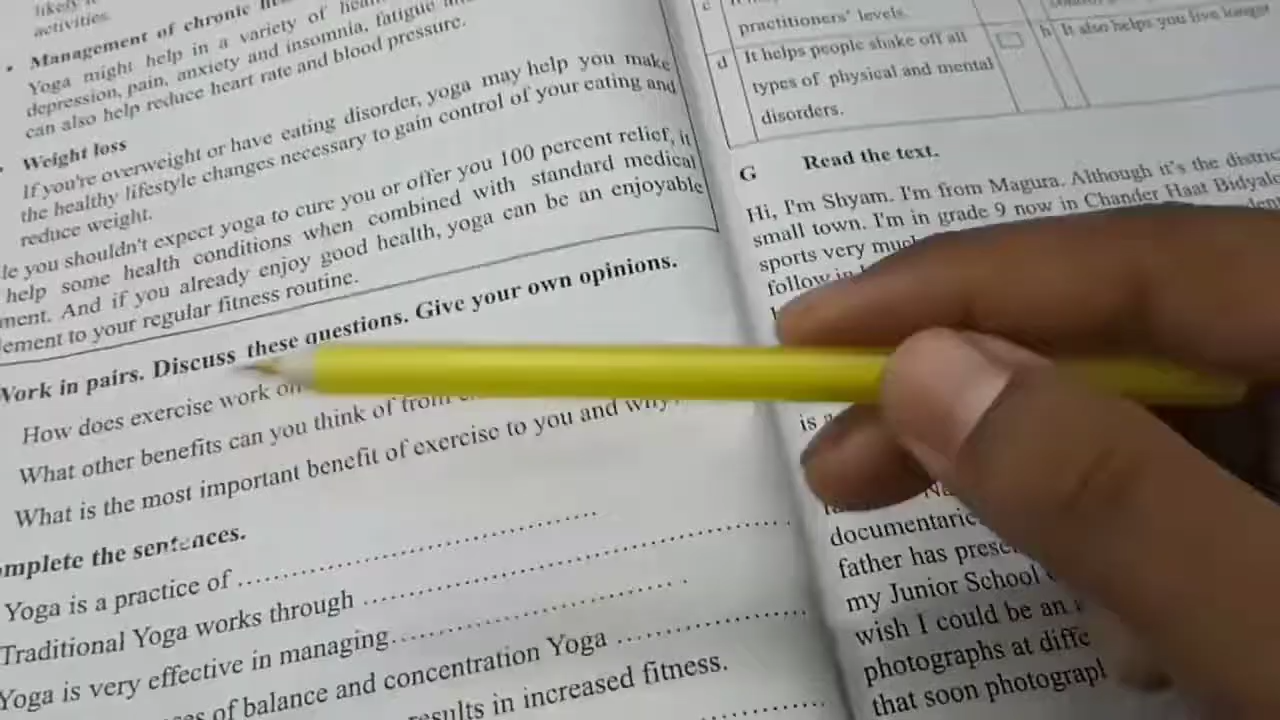 likely
activities.
• Management of chronic
Yoga might help in a variety of
depression, pain, anxiety and insomnia, fatigue
can also help reduce heart rate and blood pressure.
Weight loss
If you're overweight or have eating disorder, yoga may help you make
the healthy lifestyle changes necessary to gain control of your eating and
reduce weight.
le you shouldn't expect yoga to cure you or offer you 100 percent relief, it
help some health conditions when combined with standard medical
ment. And if you already enjoy good health, yoga can be an enjoyable
lement to your regular fitness routine.
Work in pairs. Discuss these questions. Give your own opinions.
How does exercise work on
What other benefits can you think of from
What is the most important benefit of exercise to you and why
mplete the sentences.
Yoga is a practice of ..............................
Traditional Yoga works through ..............................
Yoga is very effective in managing..............................
of balance and concentration Yoga ....................
results in increased fitness.
c
practitioners' levels.
d It helps people shake off all
types of physical and mental
disorders.
h It also helps you live longer
G Read the text.
Hi, I'm Shyam. I'm from Magura. Although it's the distric
small town. I'm in grade 9 now in Chander Haat Bidyale
sports very much
follow in
is
documentaries
father has prese
my Junior School
wish I could be an
photographs at diffe
that soon photograpl